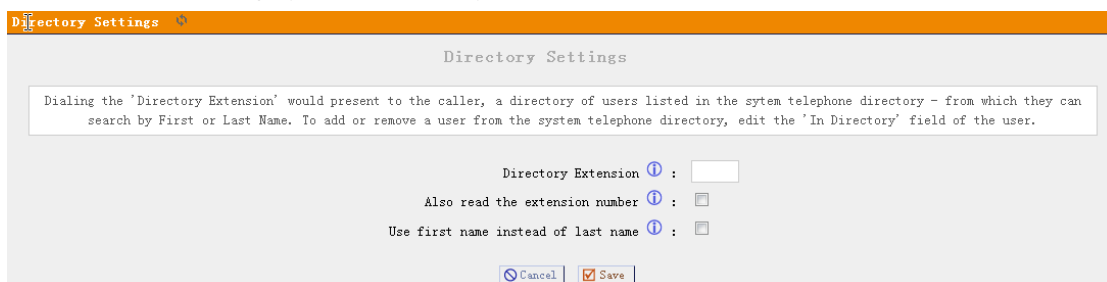 Directory Settings
Directory Settings
Dialing the 'Directory Extension' would present to the caller, a directory of users listed in the sytem telephone directory - from which they can
search by First or Last Name. To add or remove a user from the system telephone directory, edit the 'In Directory' field of the user.
Directory Extension :
Also read the extension number :
Use first name instead of last name :
Cancel Save